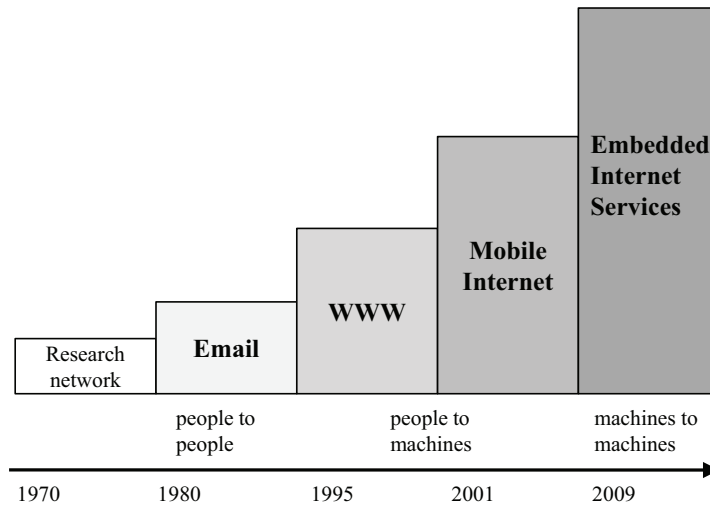 Embedded
Internet
Services
Mobile
Internet
WWW
Email
Research
network
people to
people
people to
machines
machines to
machines
1970
1980
1995
2001
2009